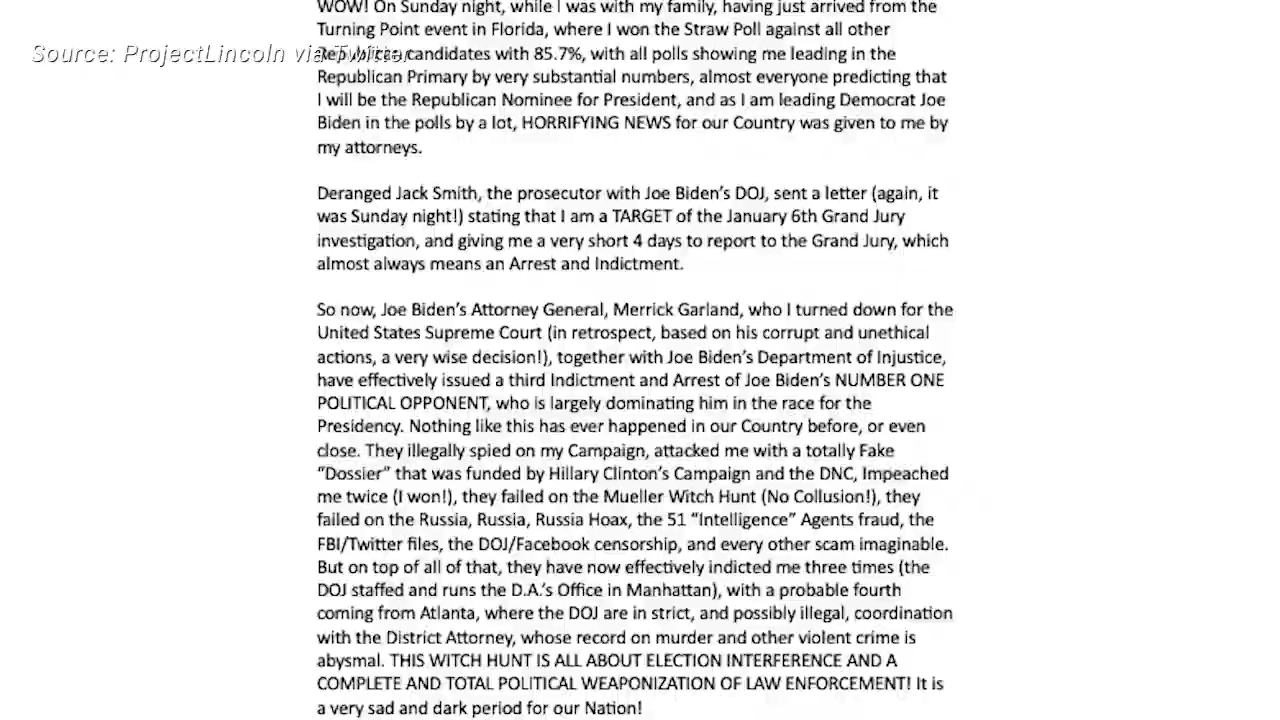 WOW! On Sunday night, while I was with my family, having just arrived from the
Turning Point event in Florida, where I won the Straw Poll against all other
Source: ProjectLincoln via Twitter
Republican candidates with 85.7%, with all polls showing me leading in the
Republican Primary by very substantial numbers, almost everyone predicting that
I will be the Republican Nominee for President, and as I am leading Democrat Joe
Biden in the polls by a lot, HORRIFYING NEWS for our Country was given to me by
my attorneys.
Deranged Jack Smith, the prosecutor with Joe Biden's DOJ, sent a letter (again, it
was Sunday night!) stating that I am a TARGET of the January 6th Grand Jury
investigation, and giving me a very short 4 days to report to the Grand Jury, which
almost always means an Arrest and Indictment.
So now, Joe Biden's Attorney General, Merrick Garland, who I turned down for the
United States Supreme Court (in retrospect, based on his corrupt and unethical
actions, a very wise decision!), together with Joe Biden's Department of Injustice,
have effectively issued a third Indictment and Arrest of Joe Biden's NUMBER ONE
POLITICAL OPPONENT, who is largely dominating him in the race for the
Presidency. Nothing like this has ever happened in our Country before, or even
close. They illegally spied on my Campaign, attacked me with a totally Fake
“Dossier” that was funded by Hillary Clinton's Campaign and the DNC, Impeached
me twice (I won!), they failed on the Mueller Witch Hunt (No Collusion!), they
failed on the Russia, Russia, Russia Hoax, the 51 “Intelligence” Agents fraud, the
FBI/Twitter files, the DOJ/Facebook censorship, and every other scam imaginable.
But on top of all of that, they have now effectively indicted me three times (the
DOJ staffed and runs the D.A.'s Office in Manhattan), with a probable fourth
coming from Atlanta, where the DOJ are in strict, and possibly illegal, coordination
with the District Attorney, whose record on murder and other violent crime is
abysmal. THIS WITCH HUNT IS ALL ABOUT ELECTION INTERFERENCE AND A
COMPLETE AND TOTAL POLITICAL WEAPONIZATION OF LAW ENFORCEMENT! It is
a very sad and dark period for our Nation!